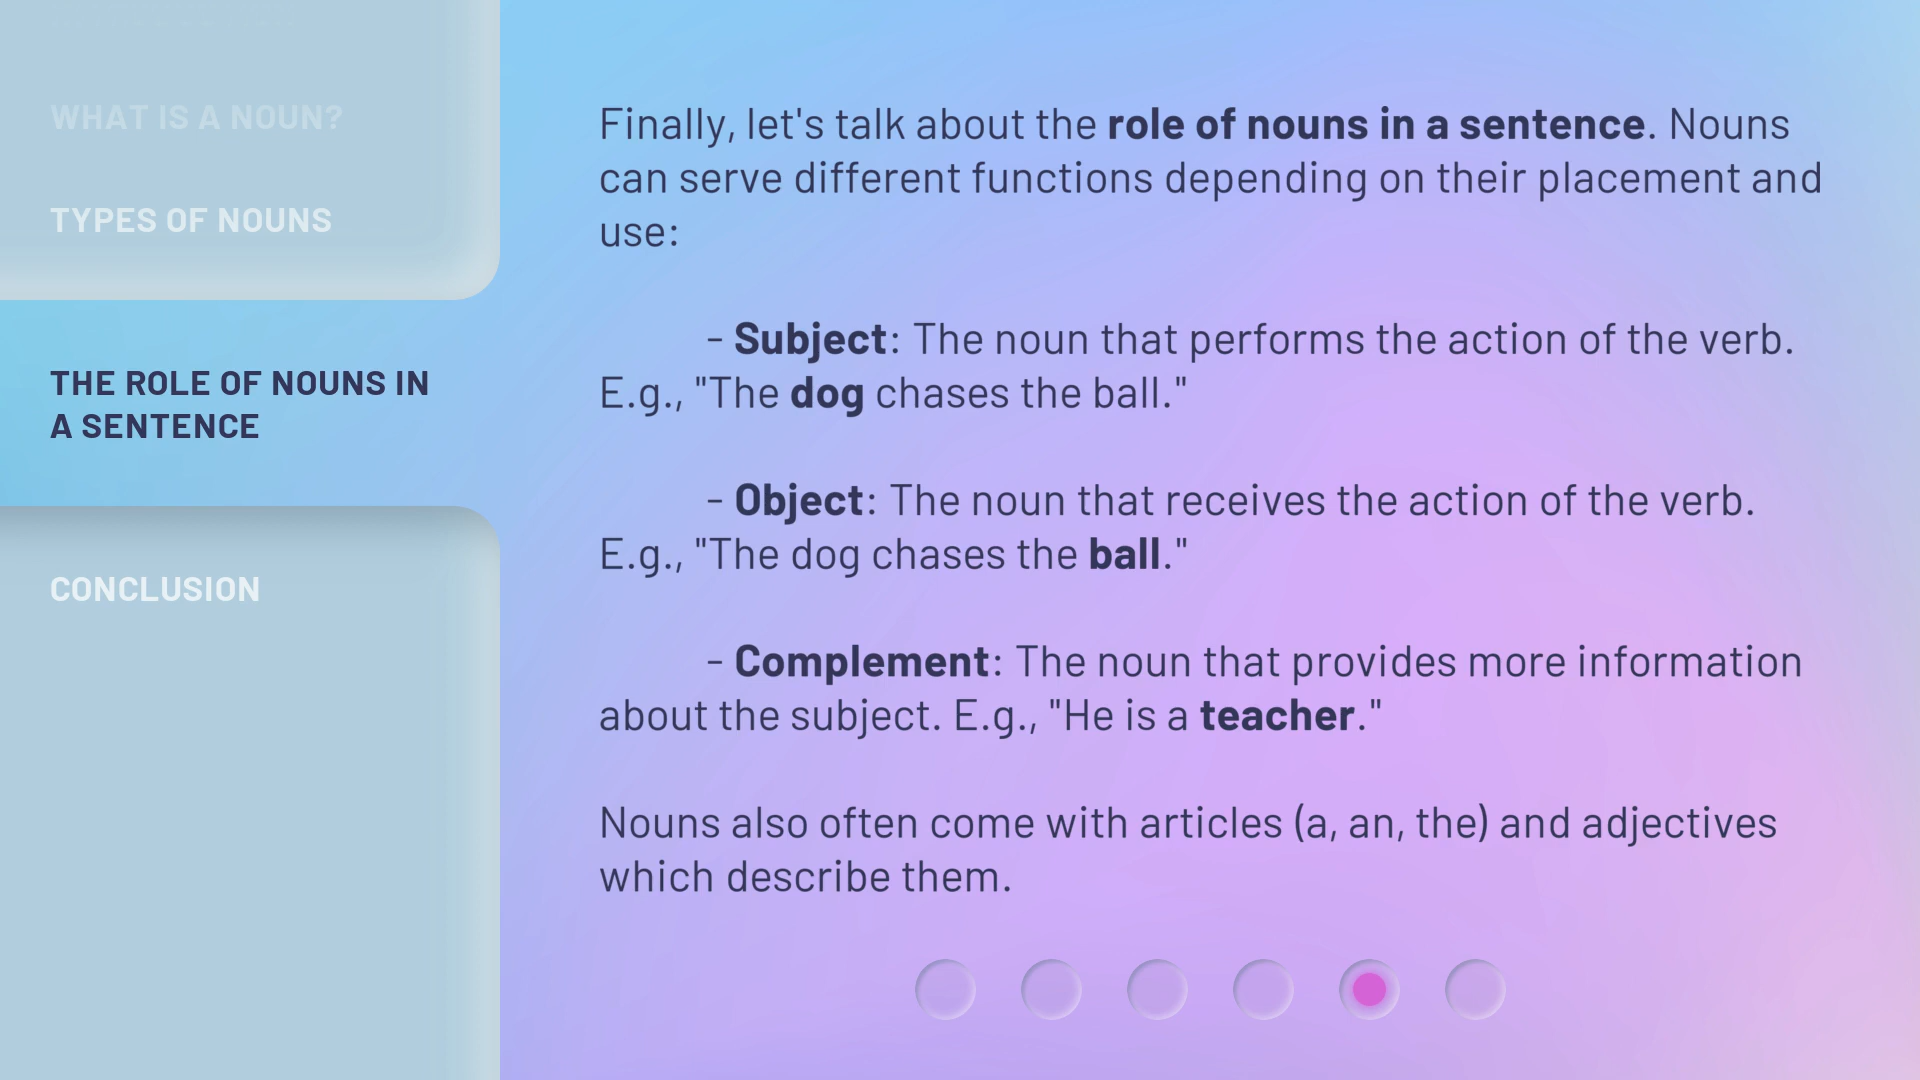 WHAT IS A NOUN?
TYPES OF NOUNS
THE ROLE OF NOUNS IN
A SENTENCE
CONCLUSION
Finally, let's talk about the role of nouns in a sentence. Nouns
can serve different functions depending on their placement and
use:
- Subject: The noun that performs the action of the verb.
E.g., "The dog chases the ball."
- Object: The noun that receives the action of the verb.
E.g., "The dog chases the ball."
- Complement: The noun that provides more information
about the subject. E.g., "He is a teacher."
Nouns also often come with articles (a, an, the) and adjectives
which describe them.